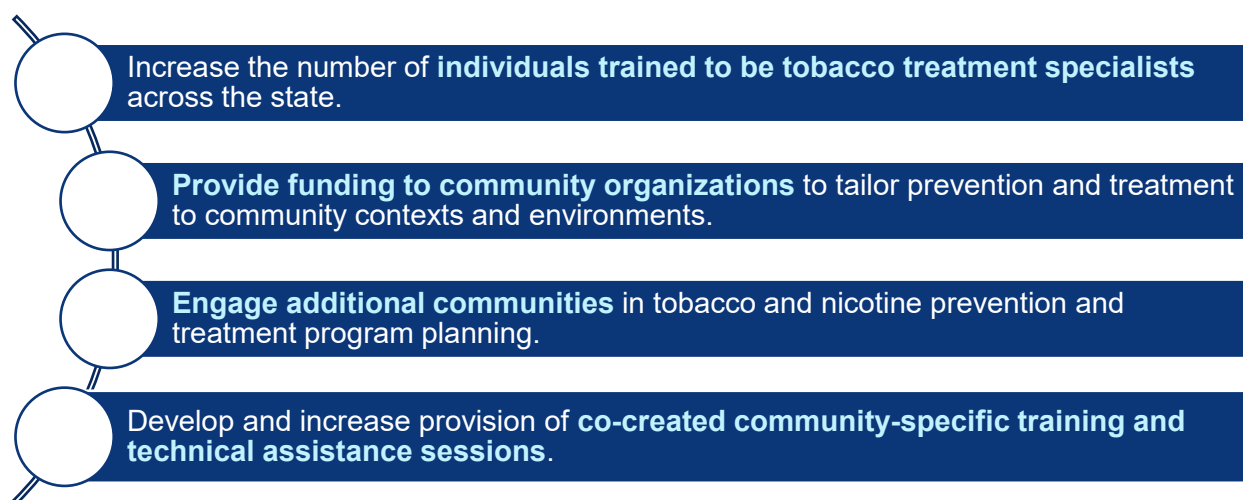 Increase the number of individuals trained to be tobacco treatment specialists
across the state.
Provide funding to community organizations to tailor prevention and treatment
to community contexts and environments.
Engage additional communities in tobacco and nicotine prevention and
treatment program planning.
Develop and increase provision of co-created community-specific training and
technical assistance sessions.